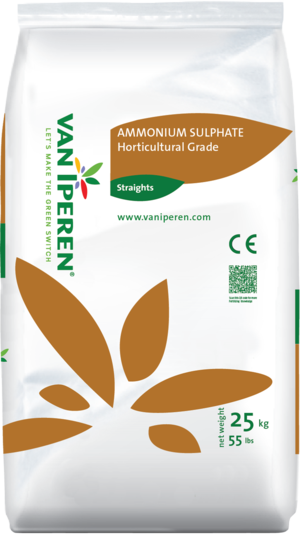 AMMONIUM SULPHATE
Horticultural Grade
Straights
www.vaniperen.com
VAN IPEREN®
LET'S MAKE THE GREEN SWITCH
CE
net weight
25 kg
55 lbs